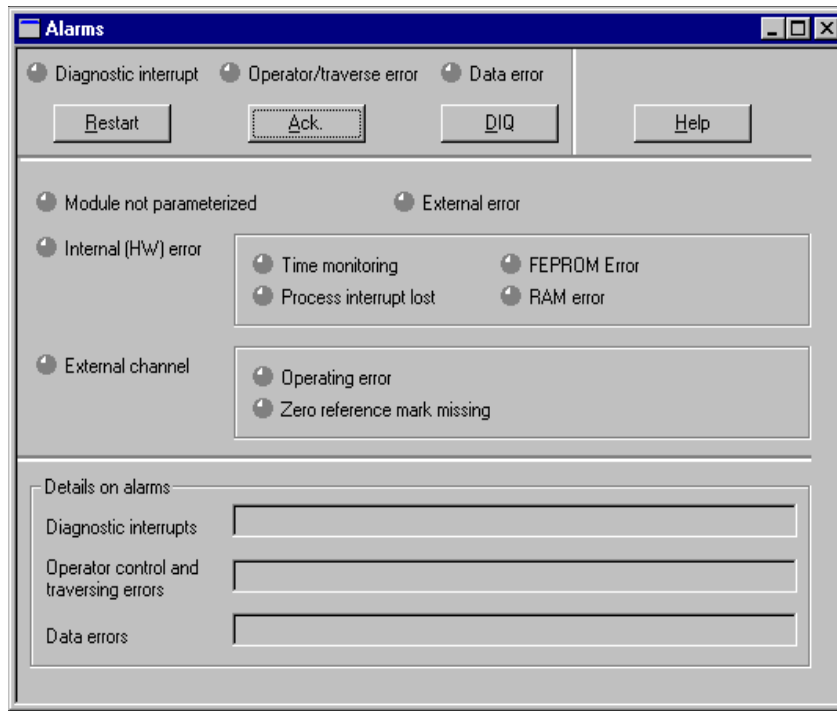 Alarms
Diagnostic interrupt Operator/traverse error Data error
Restart Ack. DIQ Help
Module not parameterized External error
Internal (HW) error
Time monitoring FEPROM Error
Process interrupt lost RAM error
External channel
Operating error
Zero reference mark missing
Details on alarms
Diagnostic interrupts
Operator control and
traversing errors
Data errors